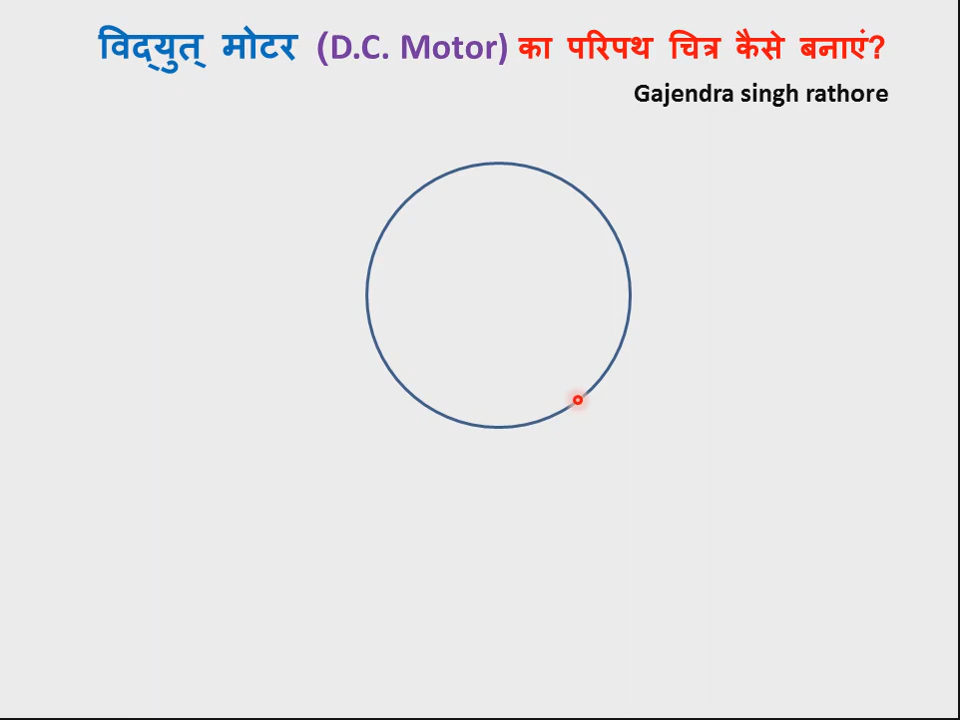 विद्‌युत् मोटर (D.C. Motor) का परिपथ चित्र कैसे बनाएं?
Gajendra singh rathore